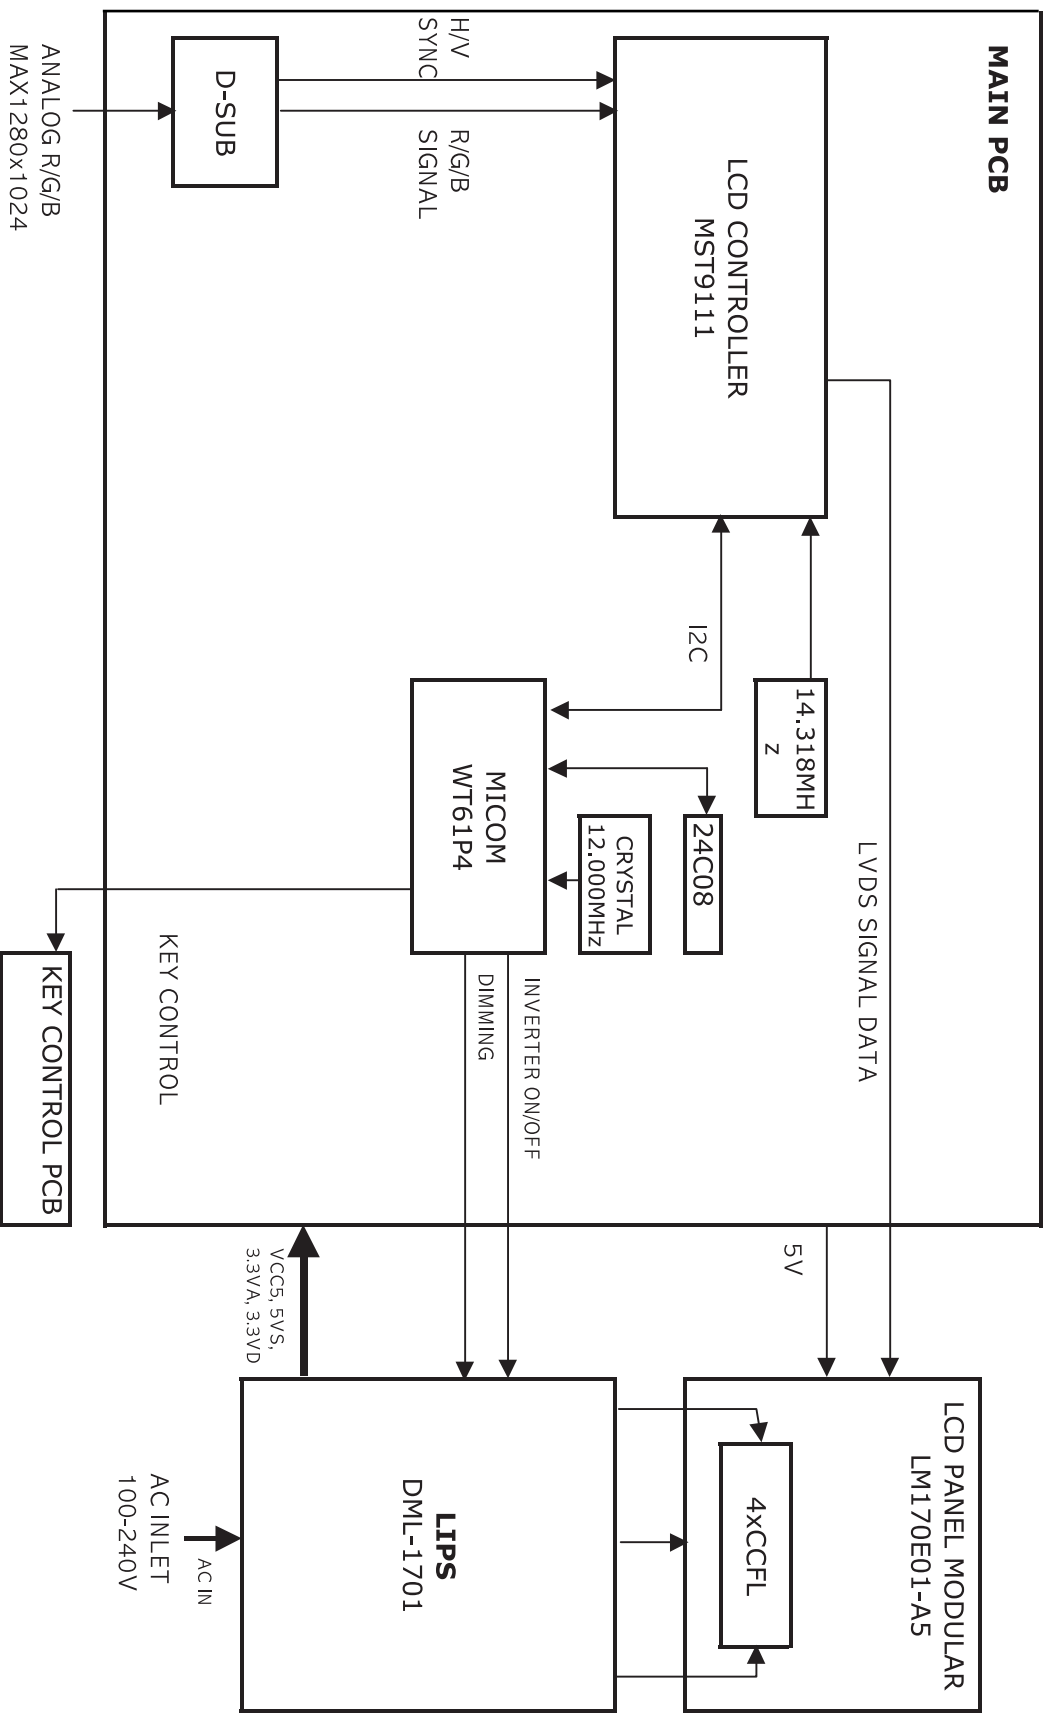 MAIN PCB
LCD CONTROLLER
MST9111
H/V
SYNC
R/G/B
SIGNAL
D-SUB
ANALOG R/G/B
MAX1280x1024
LVDS SIGNAL DATA
14.318MH
z
I2C
24C08
CRYSTAL
12.000MHz
MICOM
WT61P4
INVERTER ON/OFF
DIMMING
KEY CONTROL
KEY CONTROL PCB
5V
VCC5, 5VS,
3.3VA, 3.3VD
LCD PANEL MODULAR
LM170E01-A5
4xCCFL
LIPS
DML-1701
AC IN
AC INLET
100-240V